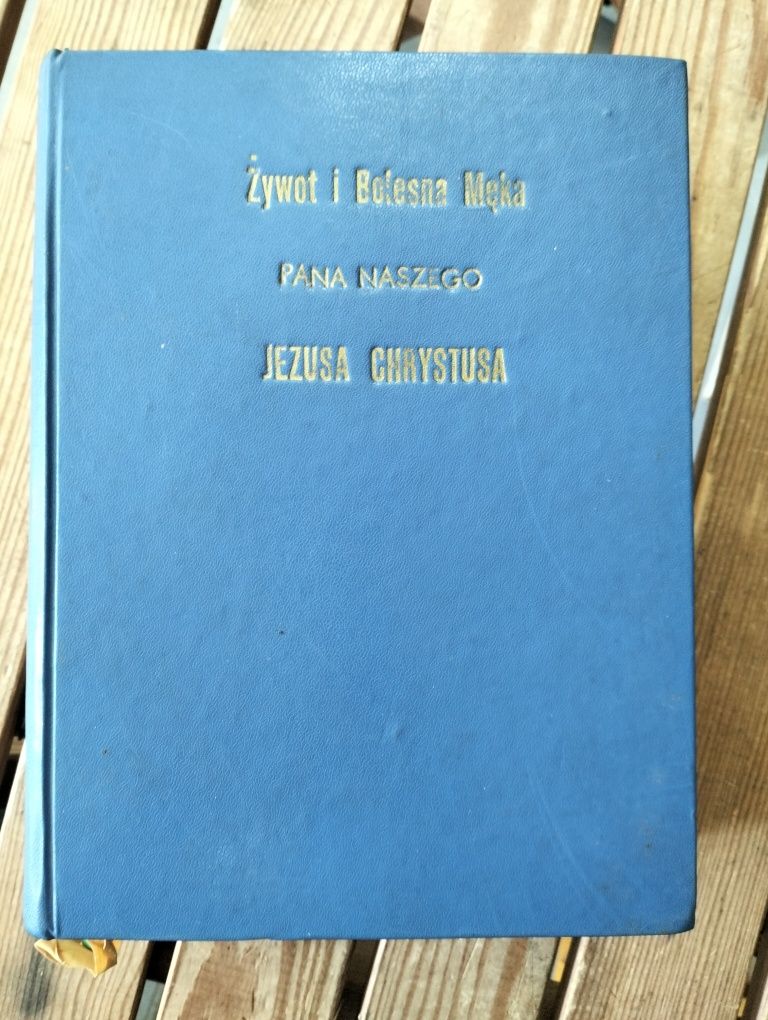 Żywot i Bolesna Męka
PANA NASZEGO
JEZUSA CHRYSTUSA